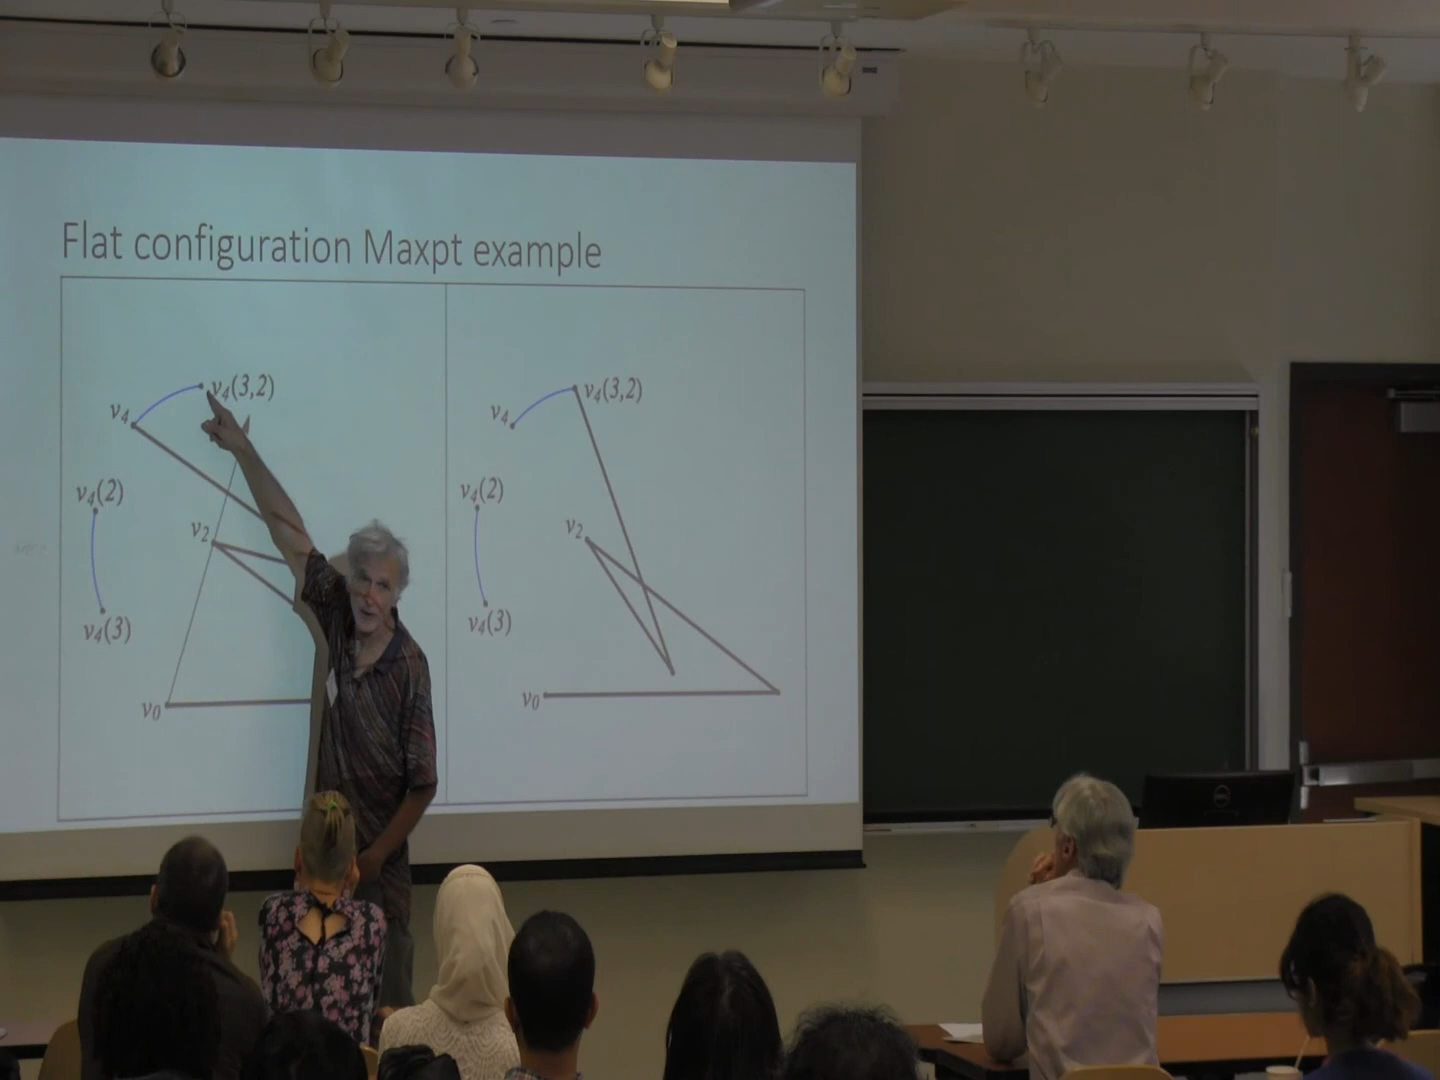 Flat configuration Maxpt example
v₄(3,2)
v₄
v₄(2)
v₂
v₄(3)
v₀
v₄(3,2)
v₄
v₄(2)
v₂
v₄(3)
v₀
DELL